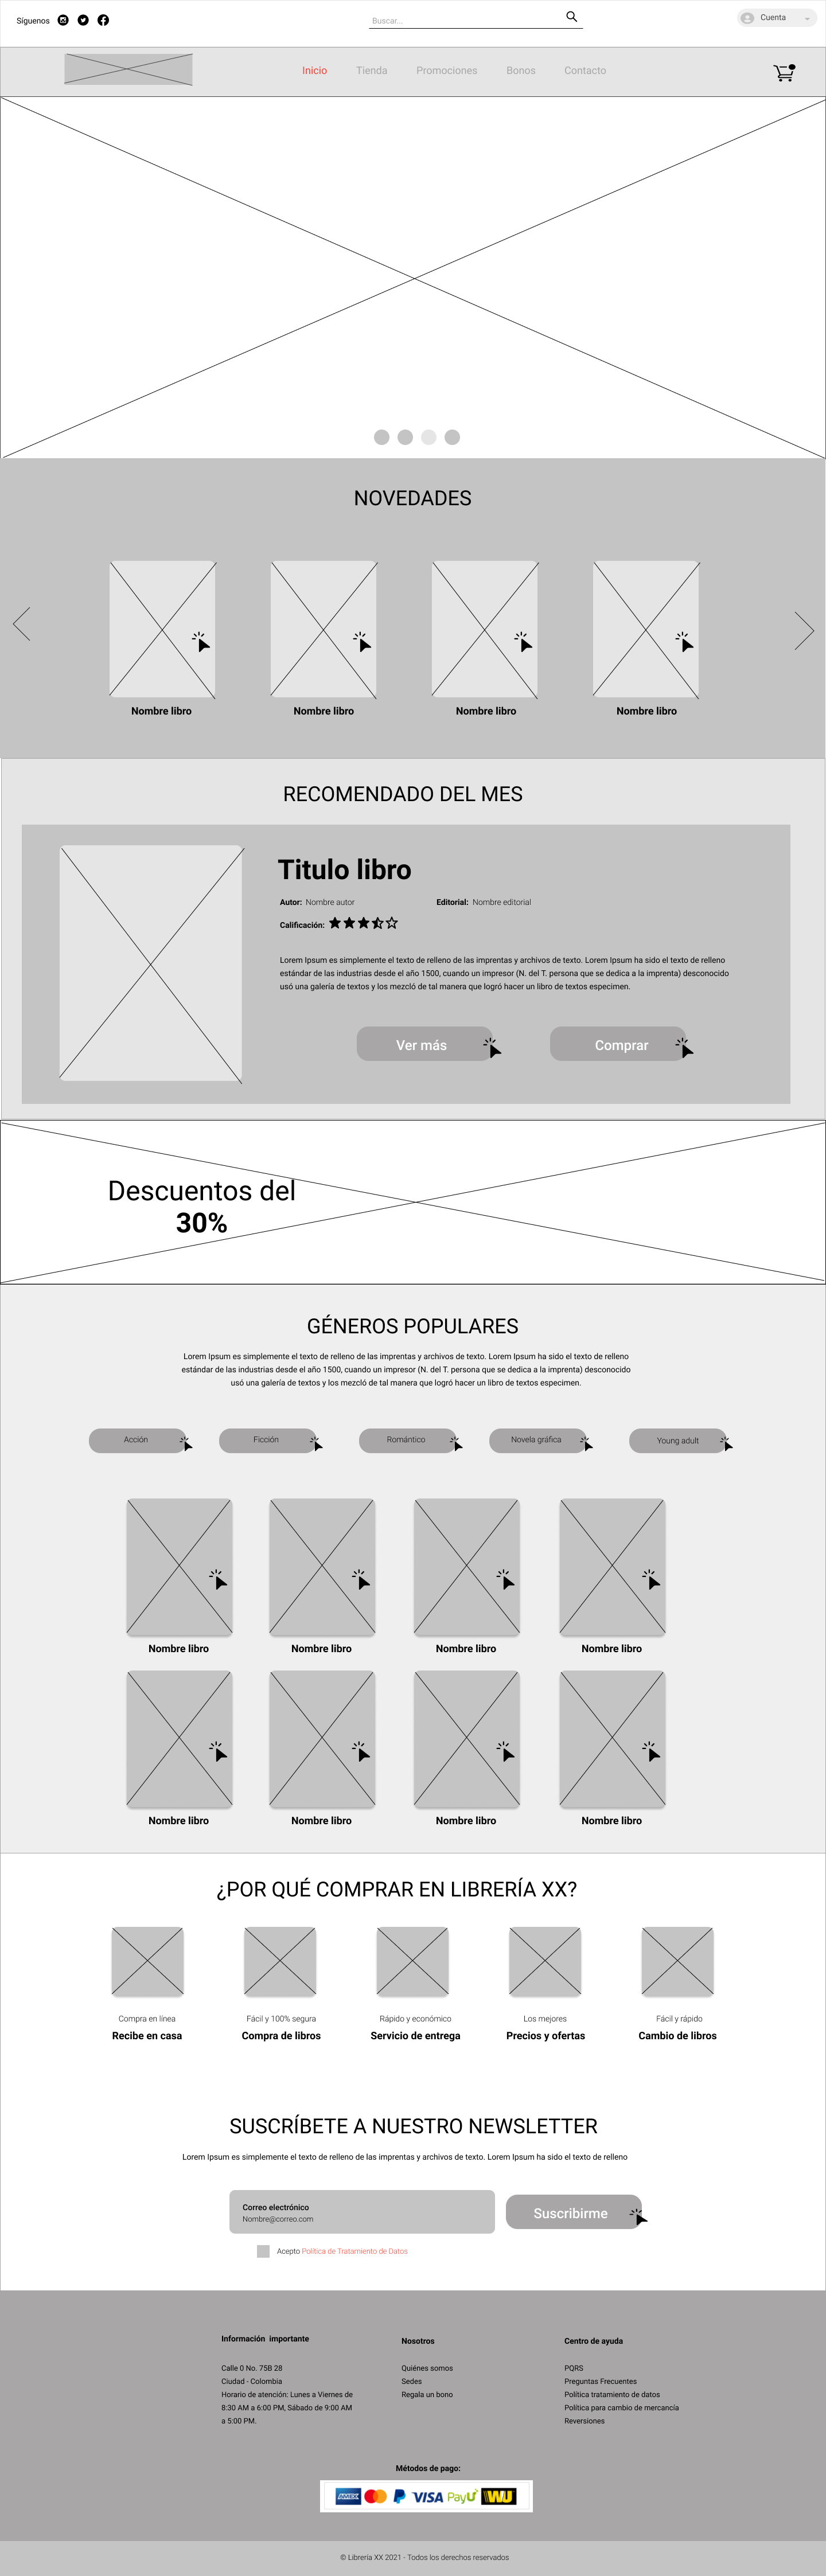 Síguenos
Buscar...
Cuenta
Inicio Tienda Promociones Bonos Contacto
NOVEDADES
Nombre libro Nombre libro Nombre libro Nombre libro
RECOMENDADO DEL MES
Titulo libro
Autor: Nombre autor Editorial: Nombre editorial
Calificación:
Lorem Ipsum es simplemente el texto de relleno de las imprentas y archivos de texto. Lorem Ipsum ha sido el texto de relleno
estándar de las industrias desde el año 1500, cuando un impresor (N. del T. persona que se dedica a la imprenta) desconocido
usó una galería de textos y los mezcló de tal manera que logró hacer un libro de textos especimen.
Ver más Comprar
Descuentos del
30%
GÉNEROS POPULARES
Lorem Ipsum es simplemente el texto de relleno de las imprentas y archivos de texto. Lorem Ipsum ha sido el texto de relleno
estándar de las industrias desde el año 1500, cuando un impresor (N. del T. persona que se dedica a la imprenta) desconocido
usó una galería de textos y los mezcló de tal manera que logró hacer un libro de textos especimen.
Acción Ficción Romántico Novela gráfica Young adult
Nombre libro Nombre libro Nombre libro Nombre libro
Nombre libro Nombre libro Nombre libro Nombre libro
¿POR QUÉ COMPRAR EN LIBRERÍA XX?
Compra en línea Fácil y 100% segura Rápido y económico Los mejores Fácil y rápido
Recibe en casa Compra de libros Servicio de entrega Precios y ofertas Cambio de libros
SUSCRÍBETE A NUESTRO NEWSLETTER
Lorem Ipsum es simplemente el texto de relleno de las imprentas y archivos de texto. Lorem Ipsum ha sido el texto de relleno
Correo electrónico
Nombre@correo.com
Suscribirme
Acepto Política de Tratamiento de Datos
Información importante
Calle 0 No. 75B 28
Ciudad - Colombia
Horario de atención: Lunes a Viernes de
8:30 AM a 6:00 PM, Sábado de 9:00 AM
a 5:00 PM.
Nosotros
Quiénes somos
Sedes
Regala un bono
Centro de ayuda
PQRS
Preguntas Frecuentes
Política tratamiento de datos
Política para cambio de mercancía
Reversiones
Métodos de pago:
AMEX VISA PayU WU
© Librería XX 2021 - Todos los derechos reservados